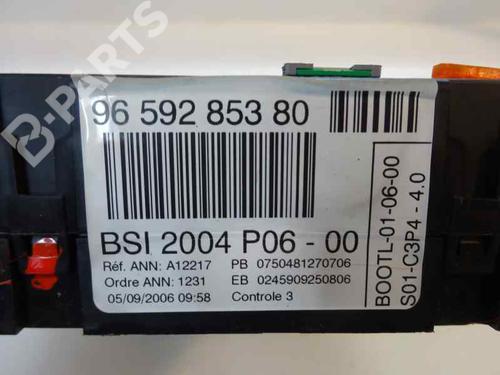 B-PARTS
96 592 853 80
BSI 2004 P06 - 00
Réf. ANN: A12217 PB 0750481270706
Ordre ANN: 1231 EB 0245909250806
05/09/2006 09:58 Controle 3
BOOTL-01-06-00
S01-C3P4 - 4.0